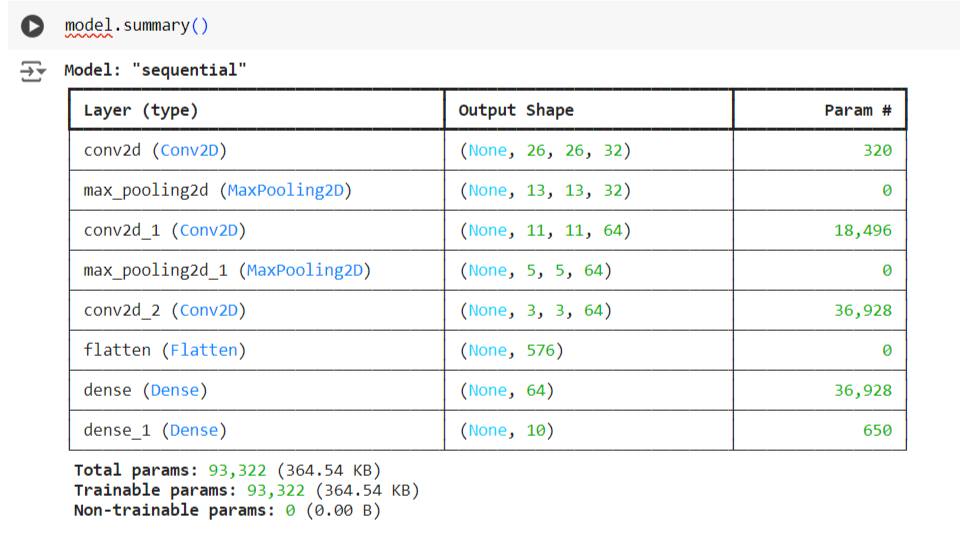 model.summary()
Model: "sequential"
Layer (type) Output Shape Param #
conv2d (Conv2D) (None, 26, 26, 32) 320
max_pooling2d (MaxPooling2D) (None, 13, 13, 32) 0
conv2d_1 (Conv2D) (None, 11, 11, 64) 18,496
max_pooling2d_1 (MaxPooling2D) (None, 5, 5, 64) 0
conv2d_2 (Conv2D) (None, 3, 3, 64) 36,928
flatten (Flatten) (None, 576) 0
dense (Dense) (None, 64) 36,928
dense_1 (Dense) (None, 10) 650
Total params: 93,322 (364.54 KB)
Trainable params: 93,322 (364.54 KB)
Non-trainable params: 0 (0.00 B)